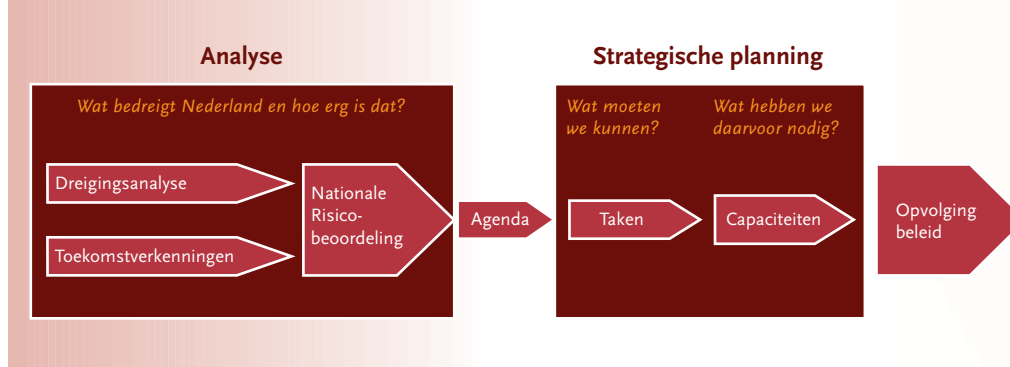 Analyse
Wat bedreigt Nederland en hoe erg is dat?
Dreigingsanalyse
Toekomstverkenningen
Nationale
Risico-
beoordeling
Agenda
Strategische planning
Wat moeten
we kunnen?
Wat hebben we
daarvoor nodig?
Taken
Capaciteiten
Opvolging
beleid